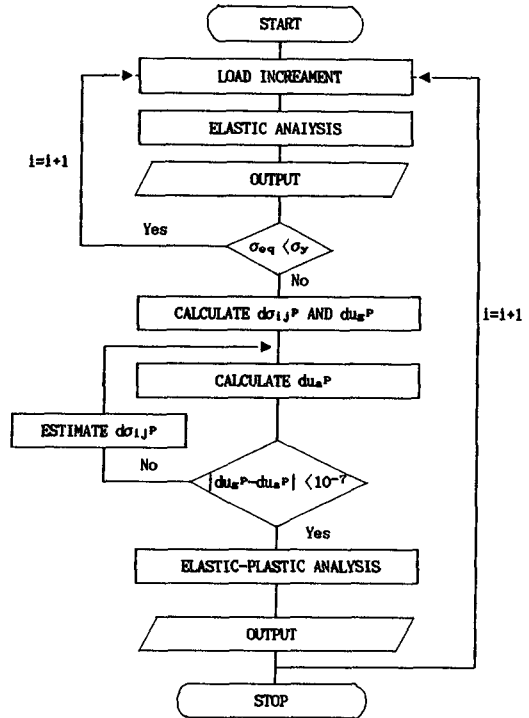 START
LOAD INCREAMENT
ELASTIC ANAIYSIS
i=i+1
OUTPUT
Yes
σeq <σy
No
CALCULATE dσijᴾ AND dugᴾ
i=i+1
CALCULATE duaᴾ
ESTIMATE dσijᴾ
No
|dugᴾ-duaᴾ| <10⁻⁷
Yes
ELASTIC-PLASTIC ANALYSIS
OUTPUT
STOP